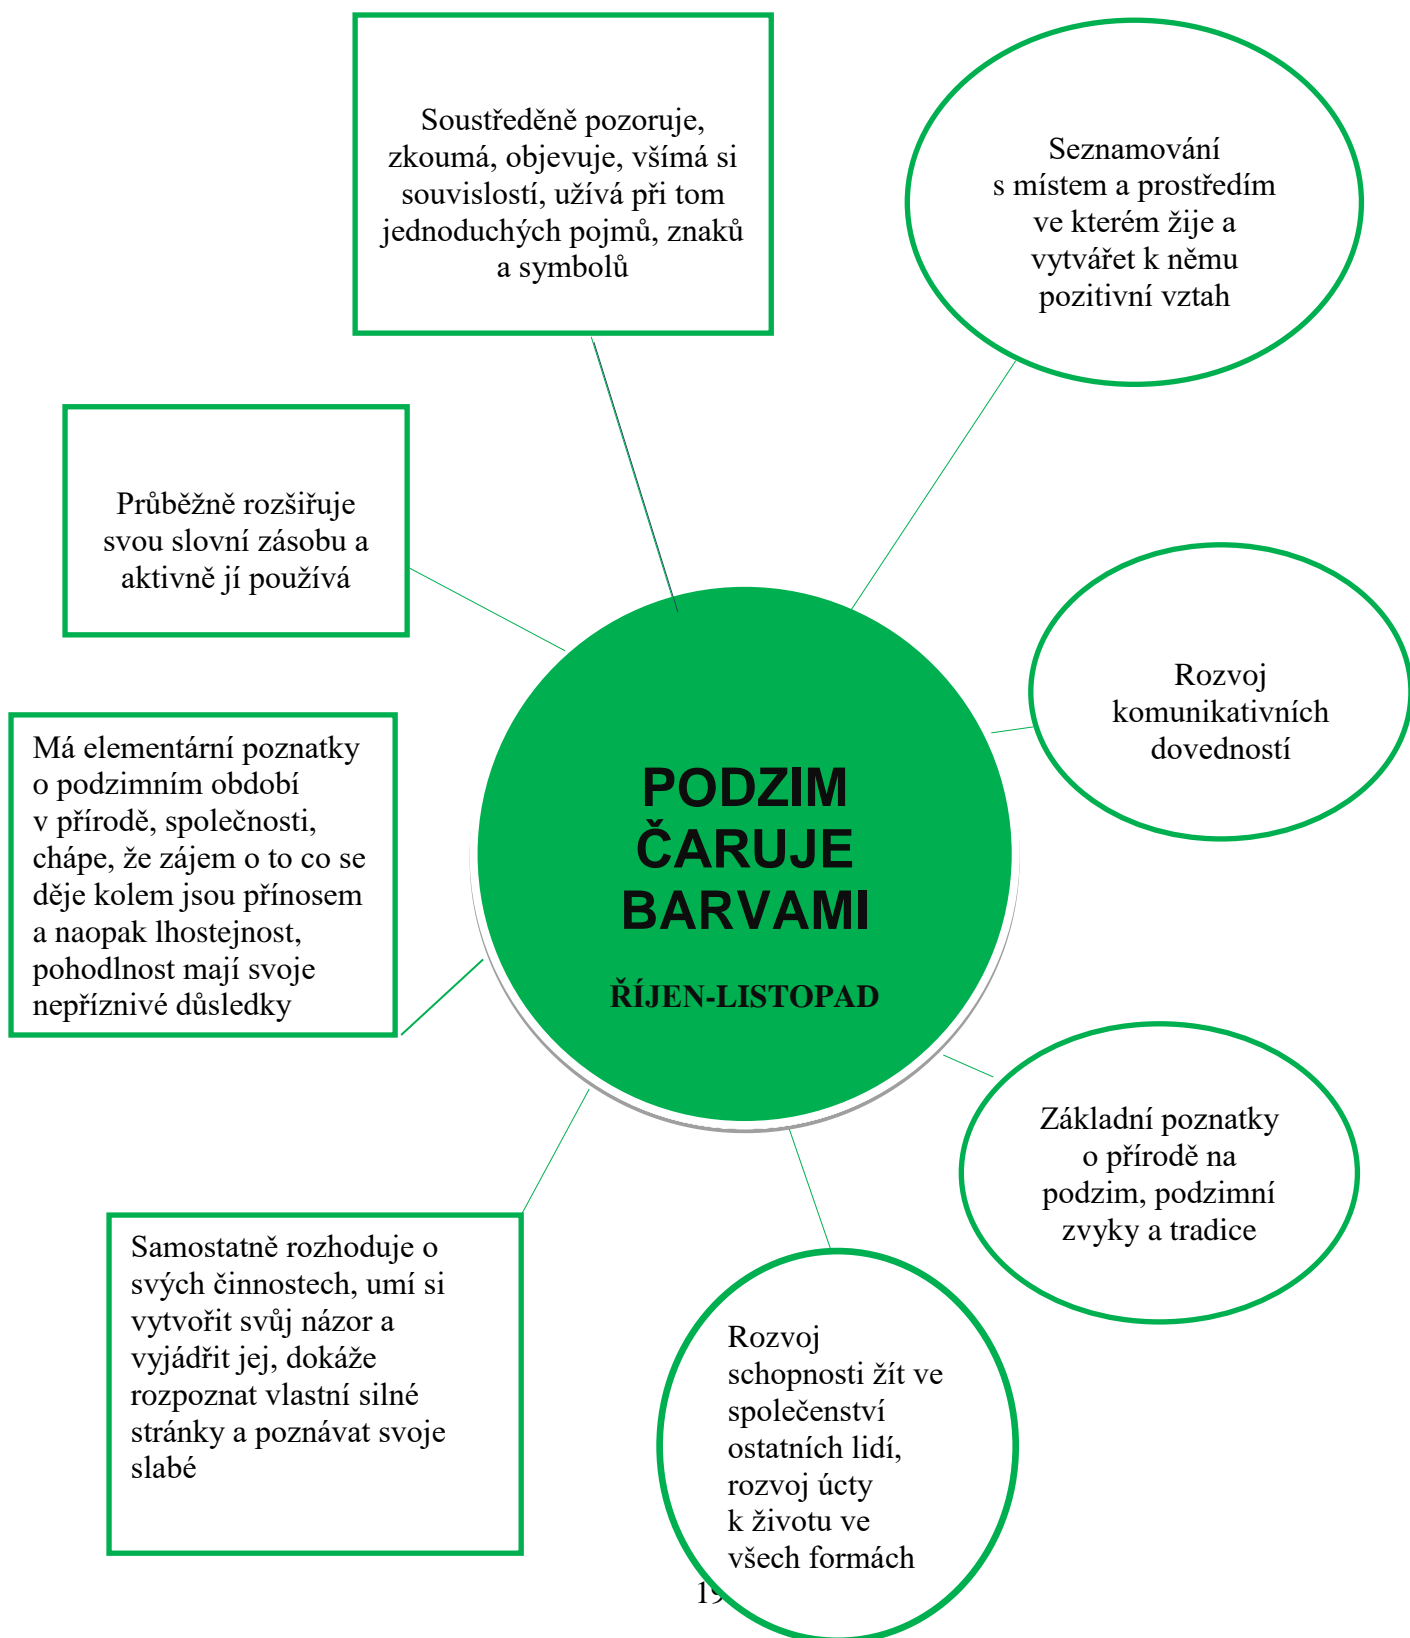 Soustředěně pozoruje,
zkoumá, objevuje, všímá si
souvislostí, užívá při tom
jednoduchých pojmů, znaků
a symbolů
Seznamování
s místem a prostředím
ve kterém žije a
vytvářet k němu
pozitivní vztah
Průběžně rozšiřuje
svou slovní zásobu a
aktivně jí používá
Rozvoj
komunikativních
dovedností
Má elementární poznatky
o podzimním období
v přírodě, společnosti,
chápe, že zájem o to co se
děje kolem jsou přínosem
a naopak lhostejnost,
pohodlnost mají svoje
nepříznivé důsledky
PODZIM
ČARUJE
BARVAMI
ŘÍJEN-LISTOPAD
Základní poznatky
o přírodě na
podzim, podzimní
zvyky a tradice
Samostatně rozhoduje o
svých činnostech, umí si
vytvořit svůj názor a
vyjádřit jej, dokáže
rozpoznat vlastní silné
stránky a poznávat svoje
slabé
Rozvoj
schopnosti žít ve
společenství
ostatních lidí,
rozvoj úcty
k životu ve
všech formách